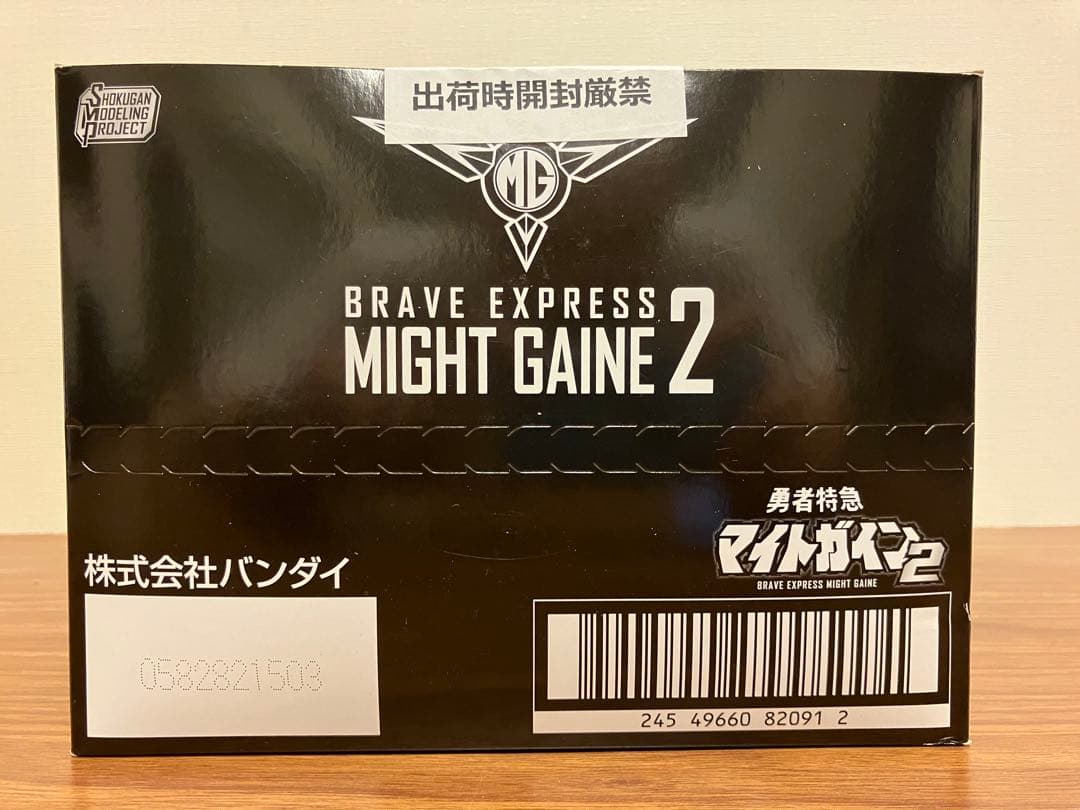 SHOKUGAN
MODELING
PROJECT
出荷時開封厳禁
MG
BRAVE EXPRESS
MIGHT GAINE 2
勇者特急
マイトガイン2
BRAVE EXPRESS MIGHT GAINE
株式会社バンダイ
0582821503
245 49660 82091 2